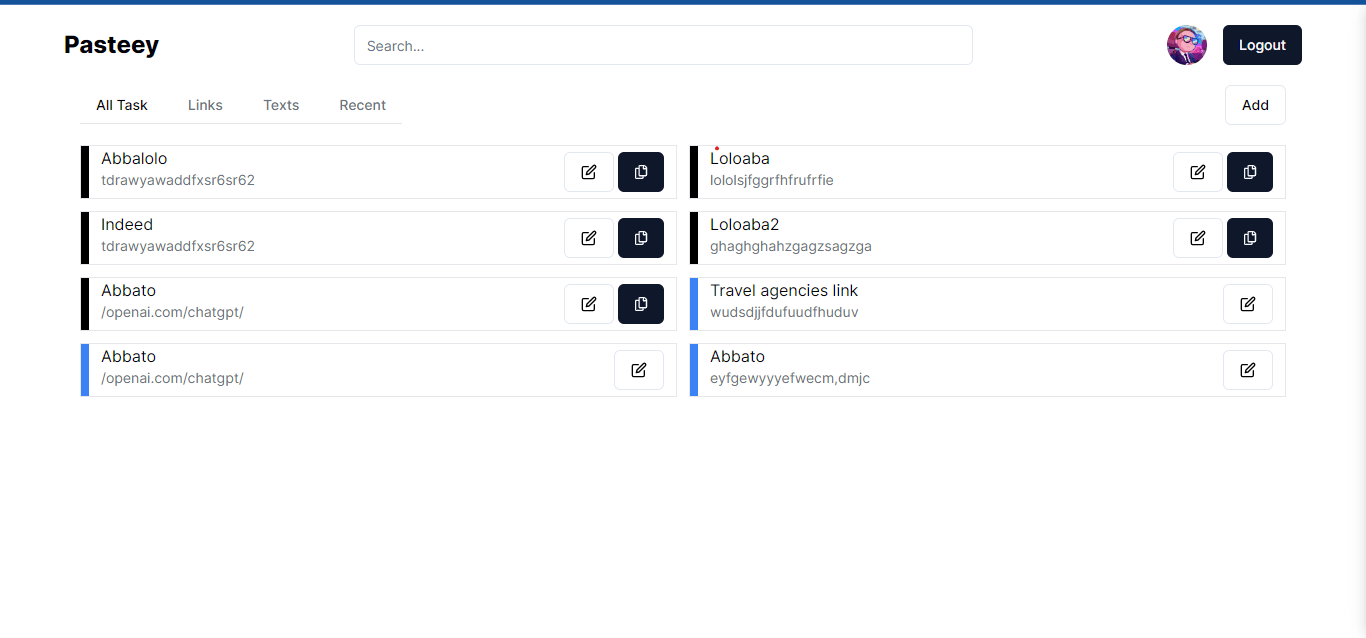 Pasteey
Search...
Logout
All Task
Links
Texts
Recent
Add
Abbalolo
tdrawyawaddfxsr6sr62
Loloaba
lololsjfggrfhfrufrfie
Indeed
tdrawyawaddfxsr6sr62
Loloaba2
ghaghghahzgagzsagzga
Abbato
/openai.com/chatgpt/
Travel agencies link
wudsdjjfdufuudfhuduv
Abbato
/openai.com/chatgpt/
Abbato
eyfgewyyyefwecm,dmjc